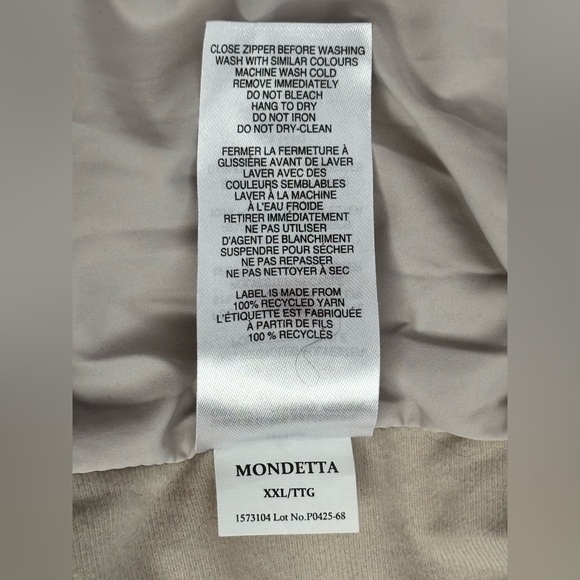 CLOSE ZIPPER BEFORE WASHING
WASH WITH SIMILAR COLOURS
MACHINE WASH COLD
REMOVE IMMEDIATELY
DO NOT BLEACH
HANG TO DRY
DO NOT IRON
DO NOT DRY-CLEAN
FERMER LA FERMETURE À
GLISSIÈRE AVANT DE LAVER
LAVER AVEC DES
COULEURS SEMBLABLES
LAVER À LA MACHINE
À L'EAU FROIDE
RETIRER IMMÉDIATEMENT
NE PAS UTILISER
D'AGENT DE BLANCHIMENT
SUSPENDRE POUR SÉCHER
NE PAS REPASSER
NE PAS NETTOYER À SEC
LABEL IS MADE FROM
100% RECYCLED YARN
L'ÉTIQUETTE EST FABRIQUÉE
À PARTIR DE FILS
100 % RECYCLÉS
MONDETTA
XXL/TTG
1573104 Lot No.P0425-68